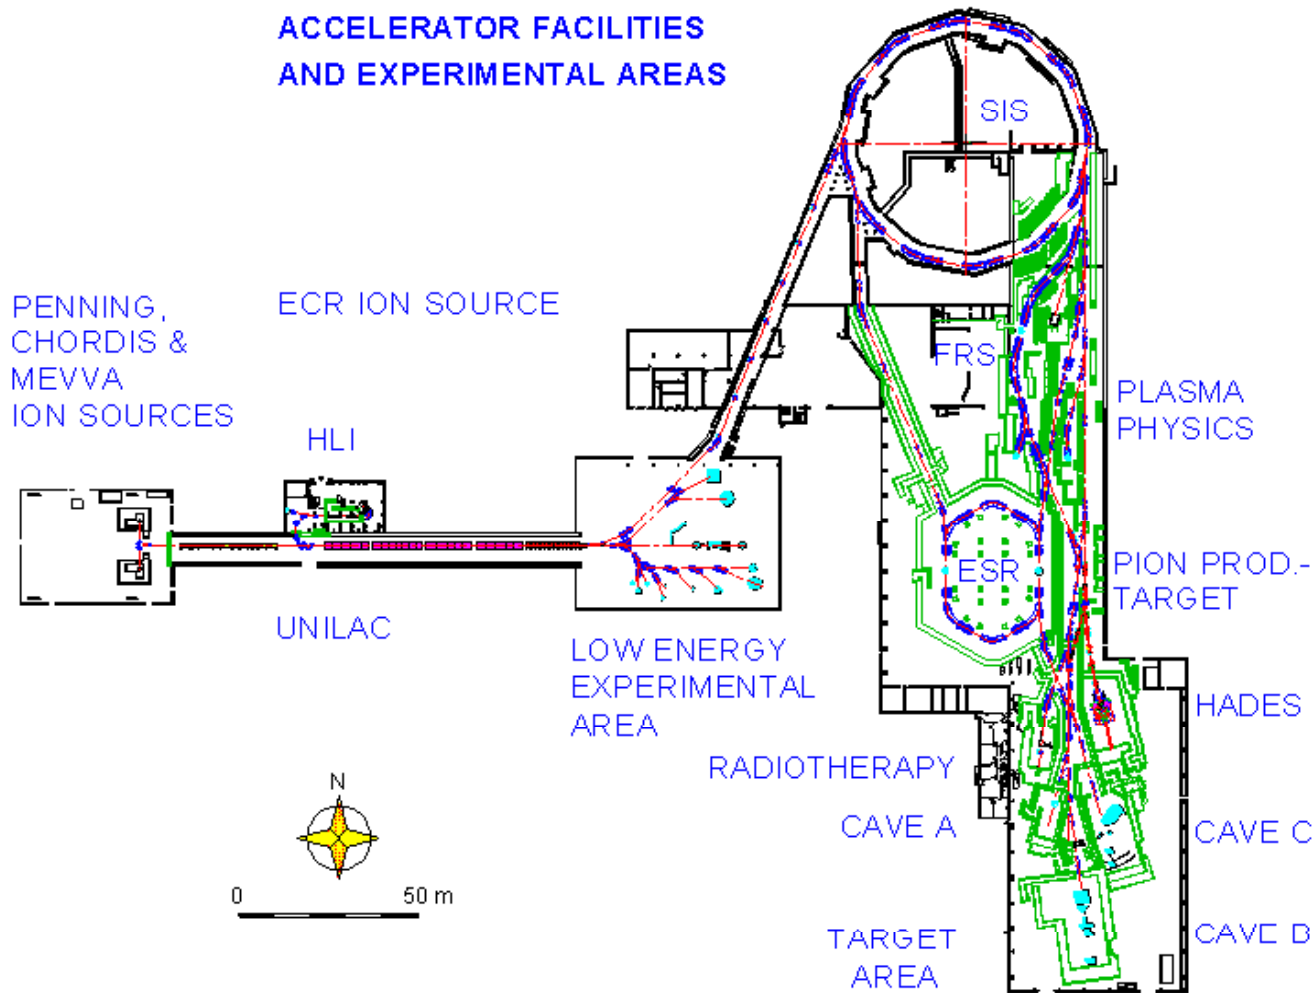 ACCELERATOR FACILITIES
AND EXPERIMENTAL AREAS
SIS
PENNING,
CHORDIS &
MEVVA
ION SOURCES
ECR ION SOURCE
HLI
FRS
PLASMA
PHYSICS
UNILAC
LOW ENERGY
EXPERIMENTAL
AREA
ESR
PION PROD.-
TARGET
HADES
RADIOTHERAPY
CAVE A
CAVE C
N
0 50 m
TARGET
AREA
CAVE B